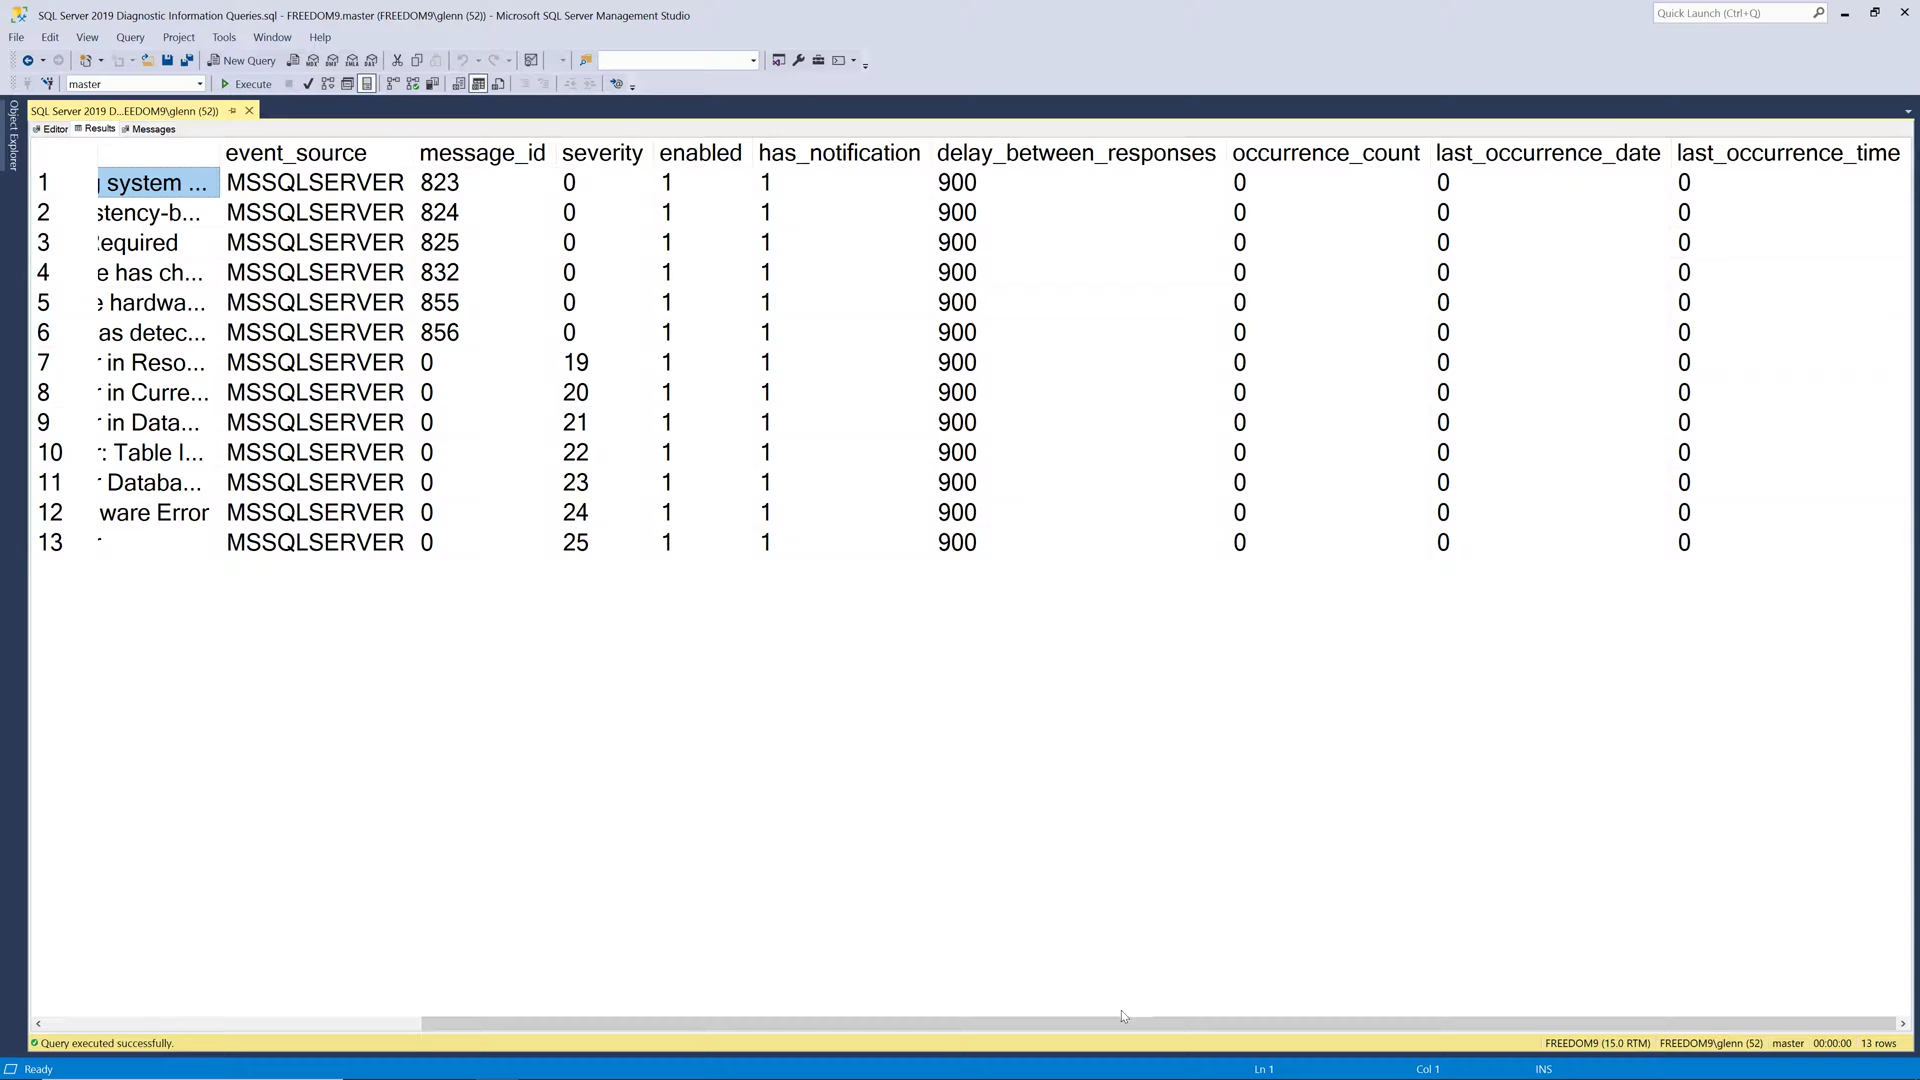 SQL Server 2019 Diagnostic Information Queries.sql - FREEDOM9.master (FREEDOM9\glenn (52)) - Microsoft SQL Server Management Studio
Quick Launch (Ctrl+Q)
File Edit View Query Project Tools Window Help
New Query
master Execute
SQL Server 2019 D...EEDOM9\glenn (52))
Object Explorer
Editor Results Messages
event_source message_id severity enabled has_notification delay_between_responses occurrence_count last_occurrence_date last_occurrence_time
1 system ... MSSQLSERVER 823 0 1 1 900 0 0 0
2 stency-b... MSSQLSERVER 824 0 1 1 900 0 0 0
3 equired MSSQLSERVER 825 0 1 1 900 0 0 0
4 e has ch... MSSQLSERVER 832 0 1 1 900 0 0 0
5 e hardwa... MSSQLSERVER 855 0 1 1 900 0 0 0
6 as detec... MSSQLSERVER 856 0 1 1 900 0 0 0
7 r in Reso... MSSQLSERVER 0 19 1 1 900 0 0 0
8 r in Curre... MSSQLSERVER 0 20 1 1 900 0 0 0
9 r in Data... MSSQLSERVER 0 21 1 1 900 0 0 0
10 r: Table I... MSSQLSERVER 0 22 1 1 900 0 0 0
11 r Databa... MSSQLSERVER 0 23 1 1 900 0 0 0
12 ware Error MSSQLSERVER 0 24 1 1 900 0 0 0
13 r MSSQLSERVER 0 25 1 1 900 0 0 0
Query executed successfully. FREEDOM9 (15.0 RTM) FREEDOM9\glenn (52) master 00:00:00 13 rows
Ready Ln 1 Col 1 INS